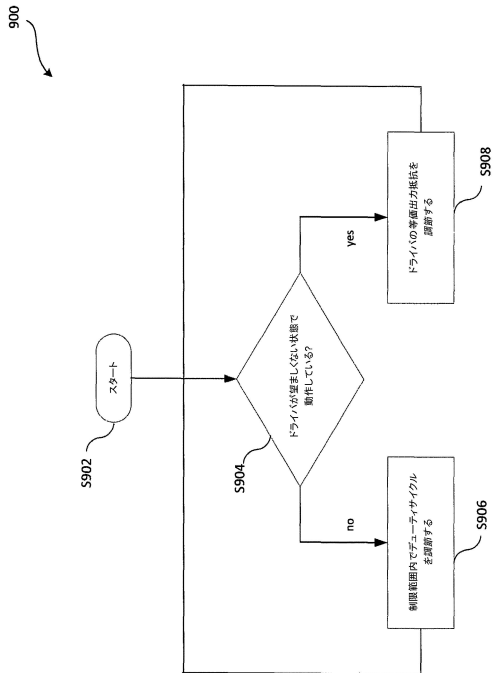 900
スタート
S902
ドライバが望ましくない状態で
動作している?
S904
no
yes
制限範囲内でデューティサイクル
を調節する
S906
ドライバの等価出力抵抗を
調節する
S908